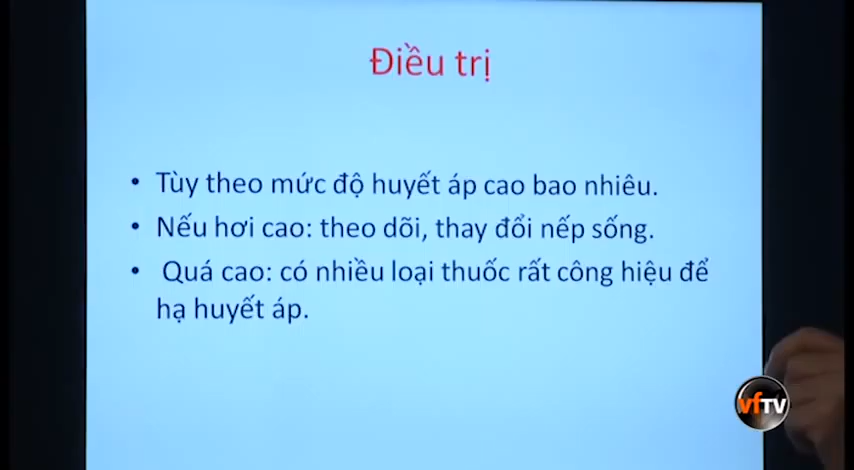 Điều trị
• Tùy theo mức độ huyết áp cao bao nhiêu.
• Nếu hơi cao: theo dõi, thay đổi nếp sống.
• Quá cao: có nhiều loại thuốc rất công hiệu để
hạ huyết áp.
vfTV